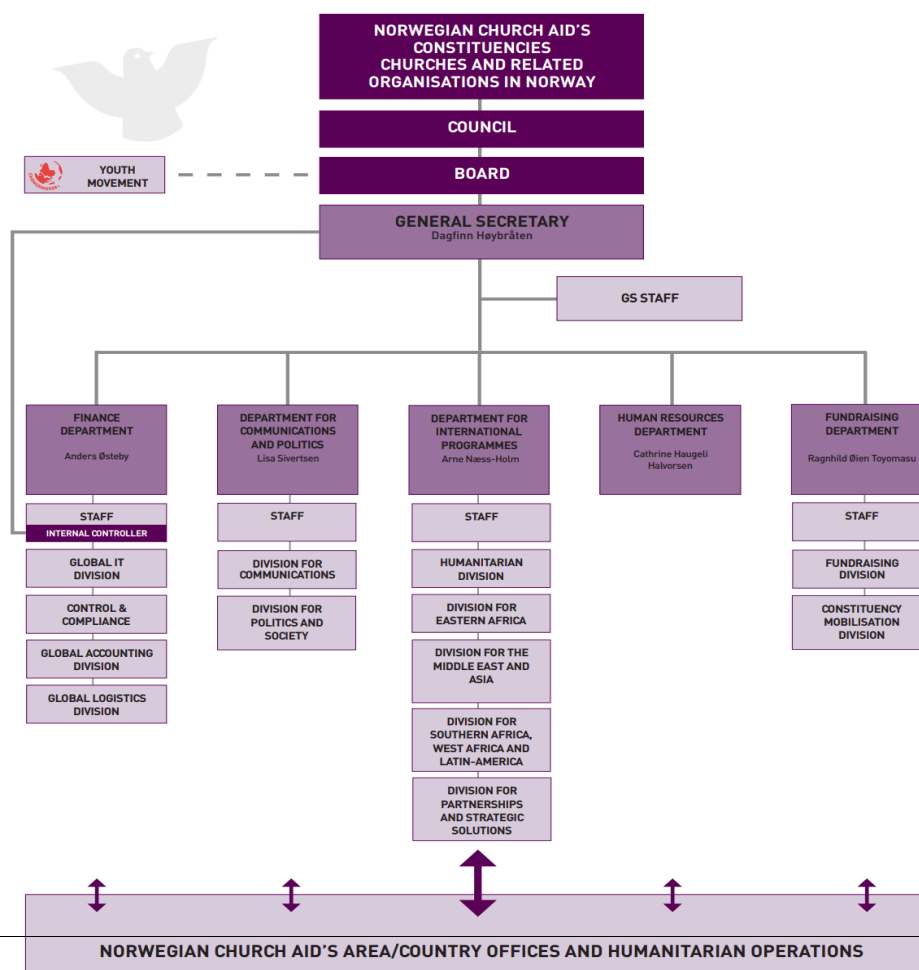 NORWEGIAN CHURCH AID'S
CONSTITUENCIES
CHURCHES AND RELATED
ORGANISATIONS IN NORWAY
COUNCIL
YOUTH
MOVEMENT
BOARD
GENERAL SECRETARY
Dagfinn Høybråten
GS STAFF
FINANCE
DEPARTMENT
Anders Østeby
STAFF
INTERNAL CONTROLLER
GLOBAL IT
DIVISION
CONTROL &
COMPLIANCE
GLOBAL ACCOUNTING
DIVISION
GLOBAL LOGISTICS
DIVISION
DEPARTMENT FOR
COMMUNICATIONS
AND POLITICS
Lisa Sivertsen
STAFF
DIVISION FOR
COMMUNICATIONS
DIVISION FOR
POLITICS AND
SOCIETY
DEPARTMENT FOR
INTERNATIONAL
PROGRAMMES
Arne Næss-Holm
STAFF
HUMANITARIAN
DIVISION
DIVISION FOR
EASTERN AFRICA
DIVISION FOR THE
MIDDLE EAST AND
ASIA
DIVISION FOR
SOUTHERN AFRICA,
WEST AFRICA AND
LATIN-AMERICA
DIVISION FOR
PARTNERSHIPS
AND STRATEGIC
SOLUTIONS
HUMAN RESOURCES
DEPARTMENT
Cathrine Haugeli
Halvorsen
FUNDRAISING
DEPARTMENT
Ragnhild Øien Toyomasu
STAFF
FUNDRAISING
DIVISION
CONSTITUENCY
MOBILISATION
DIVISION
NORWEGIAN CHURCH AID'S AREA/COUNTRY OFFICES AND HUMANITARIAN OPERATIONS